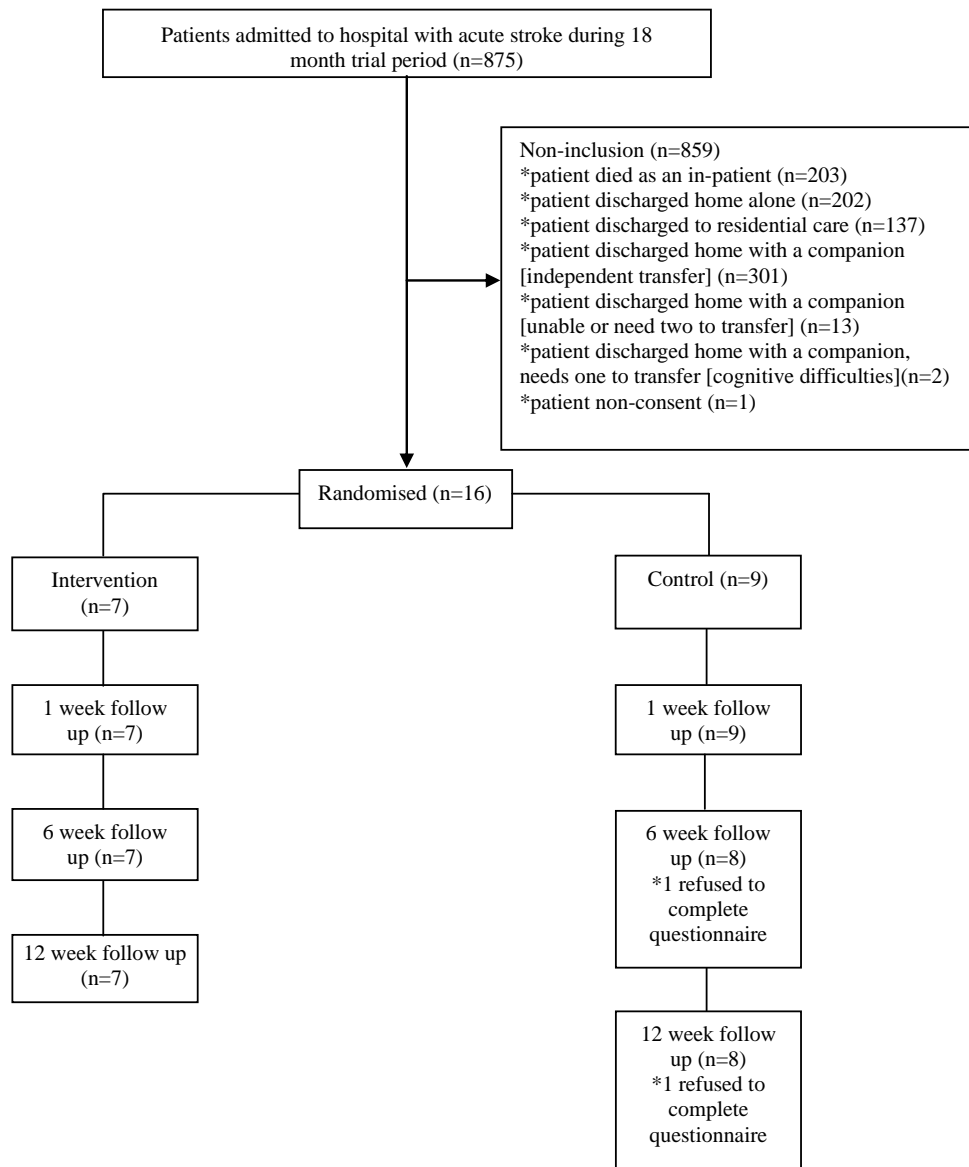 Patients admitted to hospital with acute stroke during 18
month trial period (n=875)
Non-inclusion (n=859)
*patient died as an in-patient (n=203)
*patient discharged home alone (n=202)
*patient discharged to residential care (n=137)
*patient discharged home with a companion
[independent transfer] (n=301)
*patient discharged home with a companion
[unable or need two to transfer] (n=13)
*patient discharged home with a companion,
needs one to transfer [cognitive difficulties](n=2)
*patient non-consent (n=1)
Randomised (n=16)
Intervention
(n=7)
Control (n=9)
1 week follow
up (n=7)
1 week follow
up (n=9)
6 week follow
up (n=7)
6 week follow
up (n=8)
*1 refused to
complete
questionnaire
12 week follow up
(n=7)
12 week follow
up (n=8)
*1 refused to
complete
questionnaire